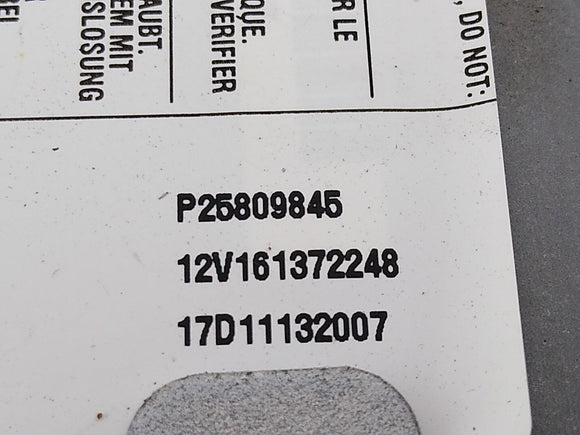 P25809845
12V161372248
17D11132007
, DO NOT:
R LE
QUE.
VERIFIER
AUBT.
EM MIT
SLOSUNG